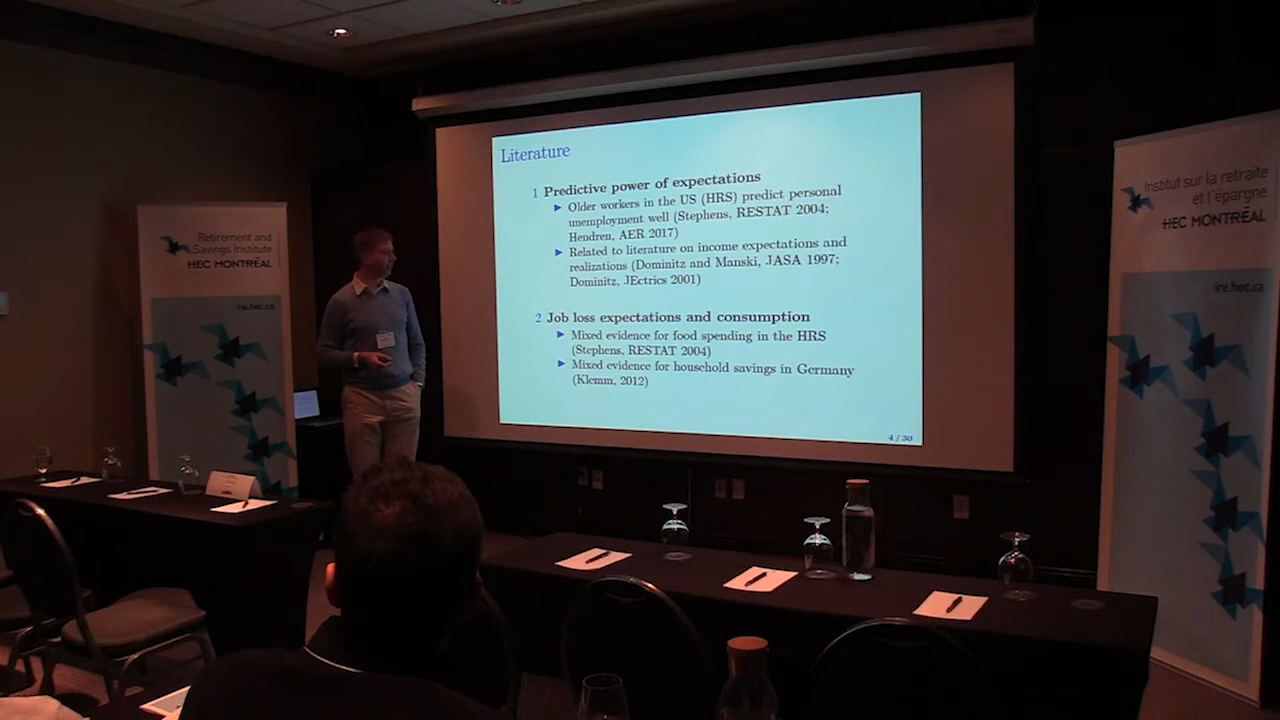 Literature
1 Predictive power of expectations
▶ Older workers in the US (HRS) predict personal
unemployment well (Stephens, RESTAT 2004;
Hendren, AER 2017)
▶ Related to literature on income expectations and
realizations (Dominitz and Manski, JASA 1997;
Dominitz, JEctrics 2001)
2 Job loss expectations and consumption
▶ Mixed evidence for food spending in the HRS
(Stephens, RESTAT 2004)
▶ Mixed evidence for household savings in Germany
(Klemm, 2012)
4 / 30
Retirement and
Savings Institute
HEC MONTRĒAL
rsi.hec.ca
Institut sur la retraite
et l'épargne
HEC MONTRĒAL
ire.hec.ca